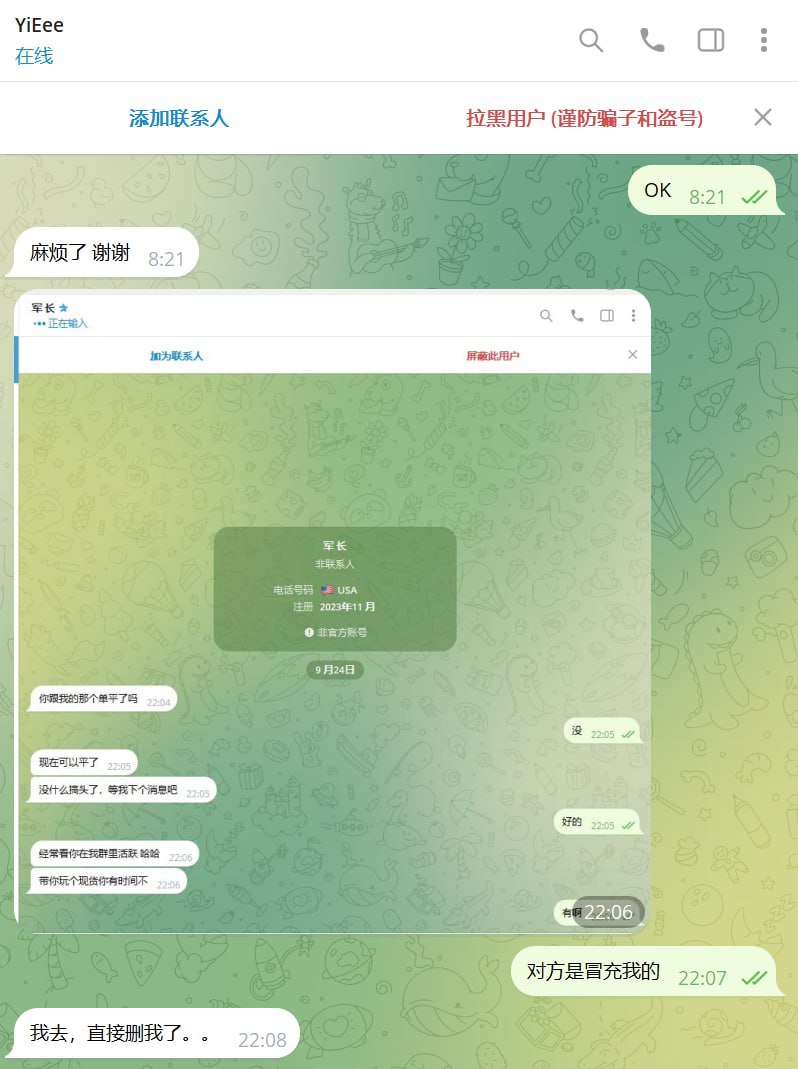 YiEee
在线
添加联系人
拉黑用户 (谨防骗子和盗号)
OK 8:21
麻烦了 谢谢 8:21
军长
正在输入
加为联系人
屏蔽此用户
军长
非联系人
电话号码 USA
注册 2023年11 月
非官方账号
9 月24日
你跟我的那个单平了吗 22:04
没 22:05
现在可以平了 22:05
没什么搞头了，等我下个消息吧 22:05
好的 22:05
经常看你在我群里活跃 哈哈 22:06
带你玩个现货你有时间不 22:06
有啊 22:06
对方是冒充我的 22:07
我去，直接删我了。。 22:08